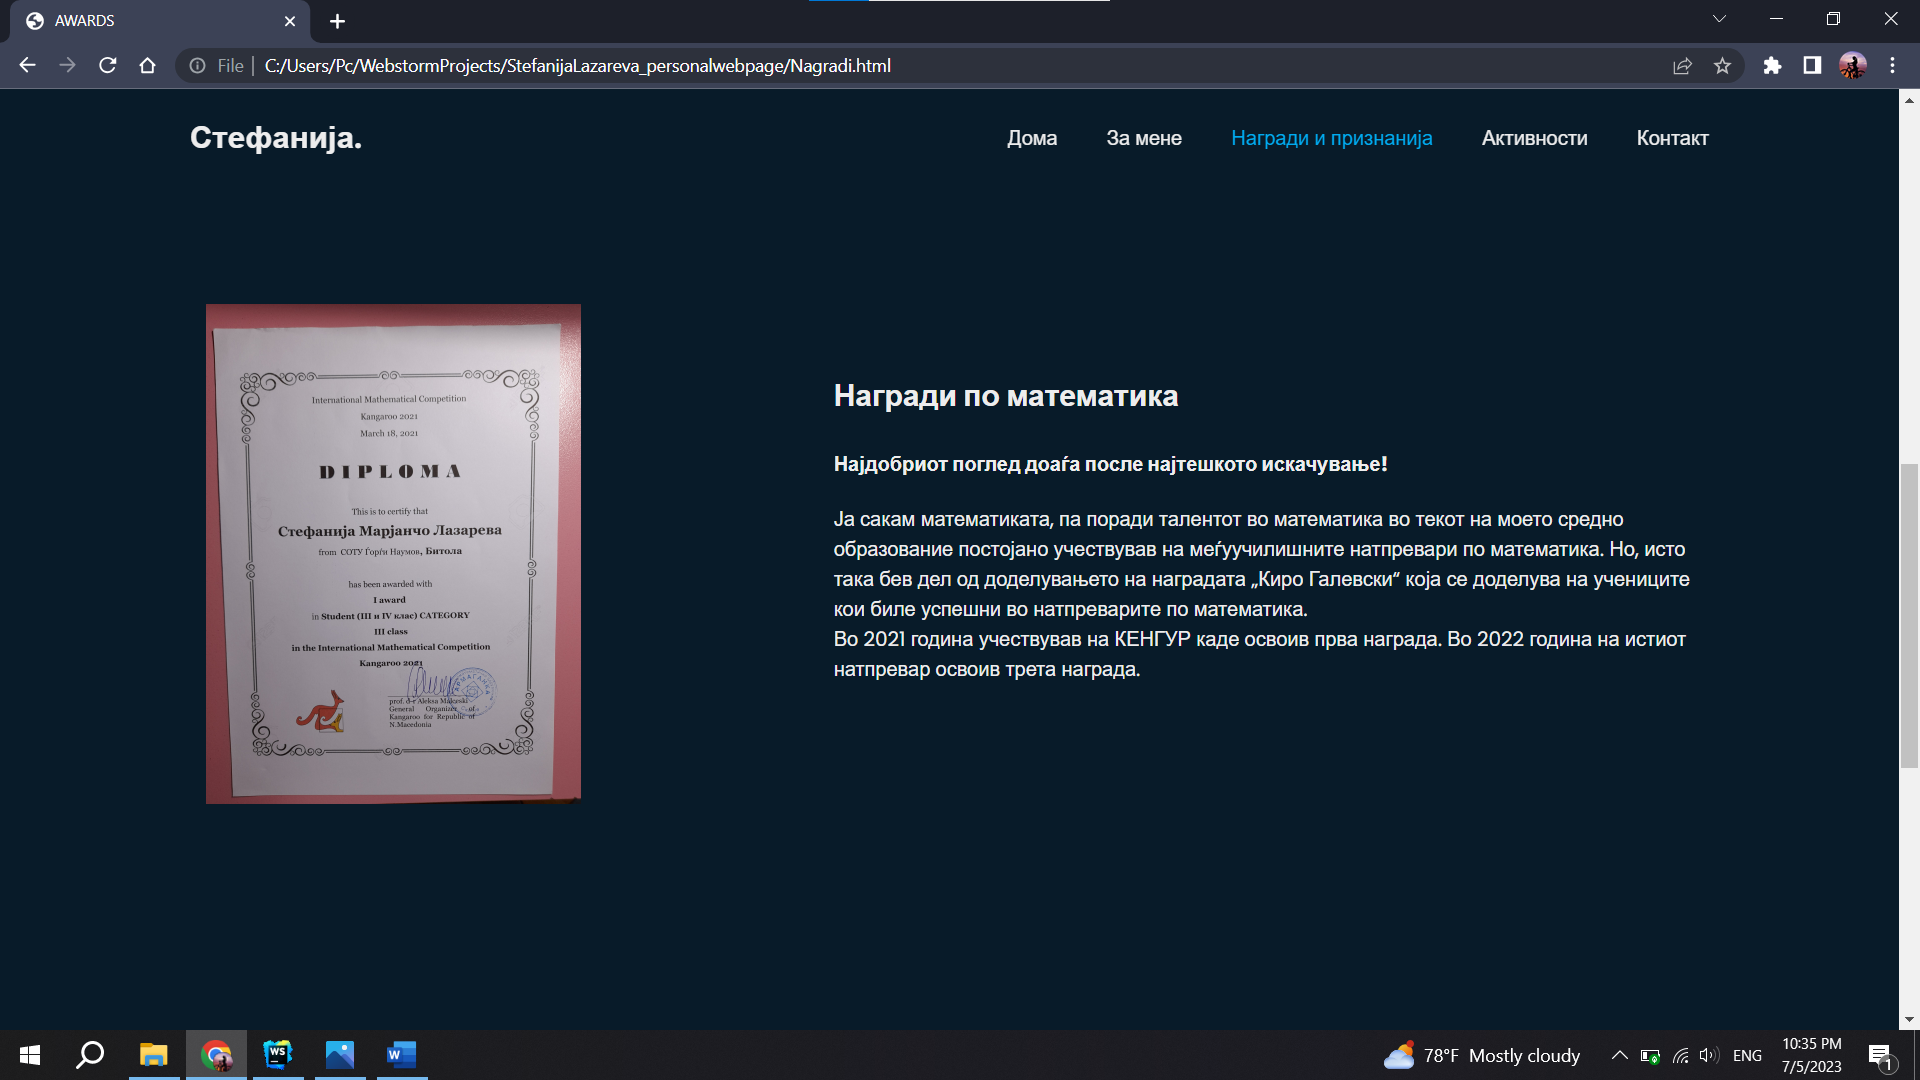 AWARDS
File
C:/Users/Pc/WebstormProjects/StefanijaLazareva_personalwebpage/Nagradi.html
Стефанија.
Дома
За мене
Награди и признанија
Активности
Контакт
International Mathematical Competition
Kangaroo 2021
March 18, 2021
DIPLOMA
This is to certify that
Стефанија Марјанчо Лазарева
from СОТУ Ѓорѓи Наумов, Битола
has been awarded with
I award
in Student (III и IV клас) CATEGORY
III class
in the International Mathematical Competition
Kangaroo 2021
prof. d-r Aleksa Malceski
General Organizer of
Kangaroo for Republic of
N.Macedonia
Награди по математика
Најдобриот поглед доаѓа после најтешкото искачување!
Ја сакам математиката, па поради талентот во математика во текот на моето средно
образование постојано учествував на меѓуучилишните натпревари по математика. Но, исто
така бев дел од доделувањето на наградата „Киро Галевски“ која се доделува на учениците
кои биле успешни во натпреварите по математика.
Во 2021 година учествував на КЕНГУР каде освоив прва награда. Во 2022 година на истиот
натпревар освоив трета награда.
WS
W
78°F Mostly cloudy
ENG
10:35 PM
7/5/2023
1